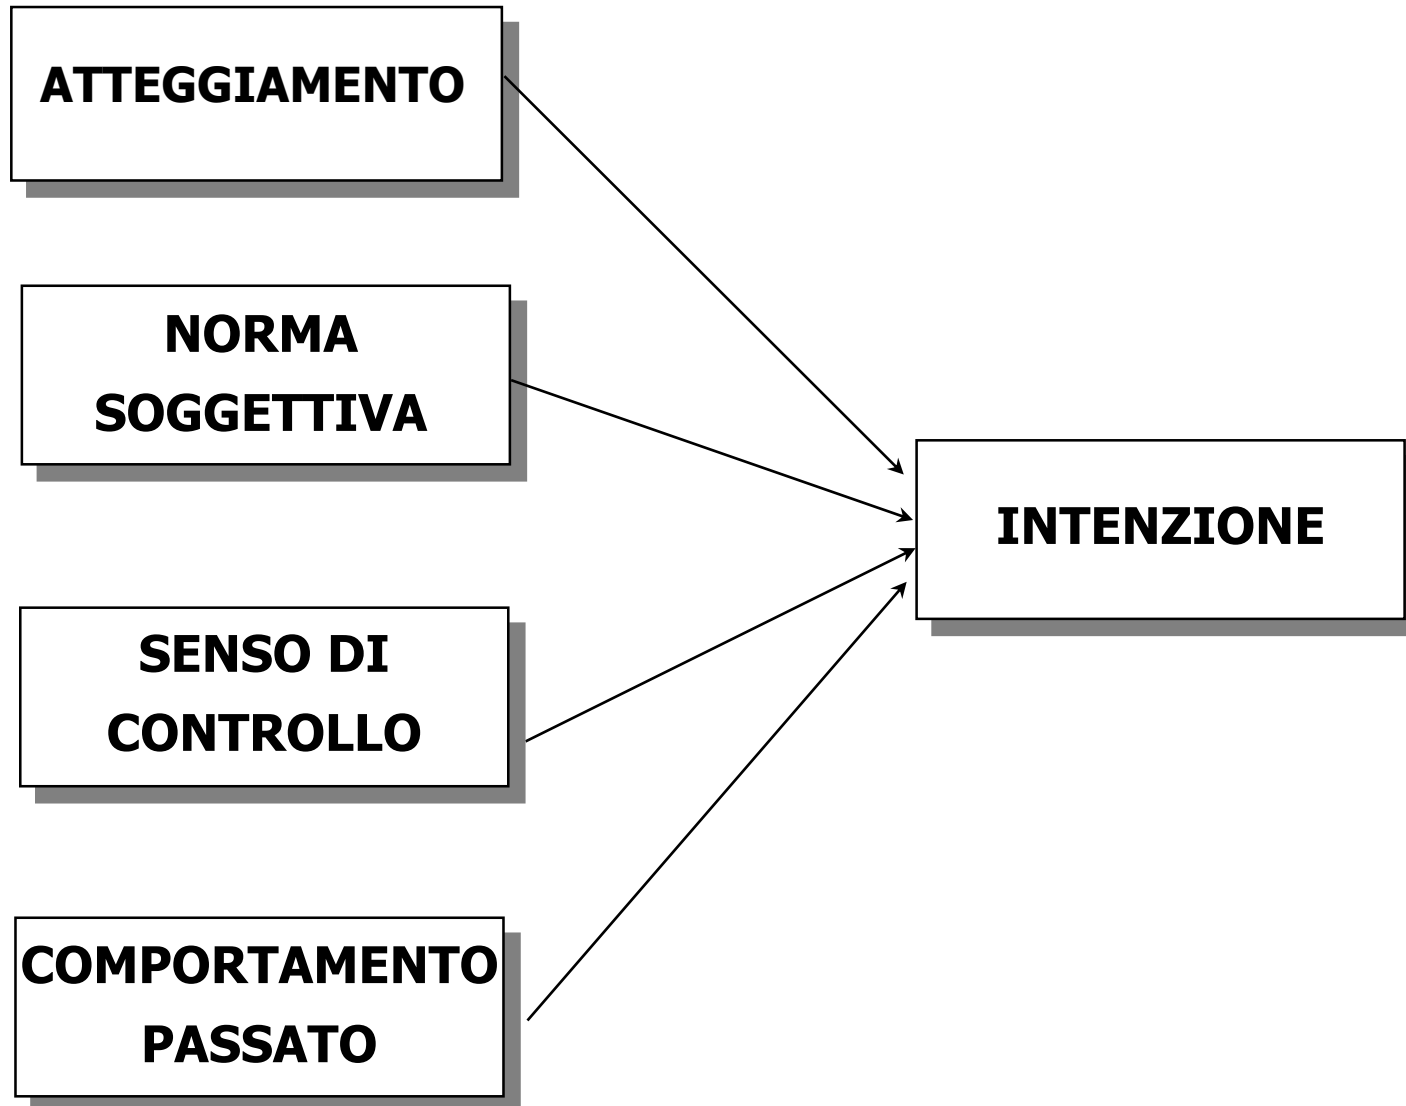 ATTEGGIAMENTO
NORMA
SOGGETTIVA
INTENZIONE
SENSO DI
CONTROLLO
COMPORTAMENTO
PASSATO